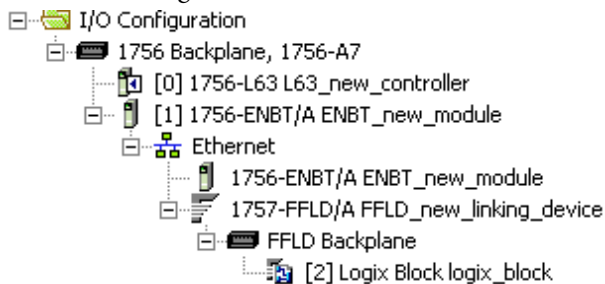 I/O Configuration
1756 Backplane, 1756-A7
[0] 1756-L63 L63_new_controller
[1] 1756-ENBT/A ENBT_new_module
Ethernet
1756-ENBT/A ENBT_new_module
1757-FFLD/A FFLD_new_linking_device
FFLD Backplane
[2] Logix Block logix_block